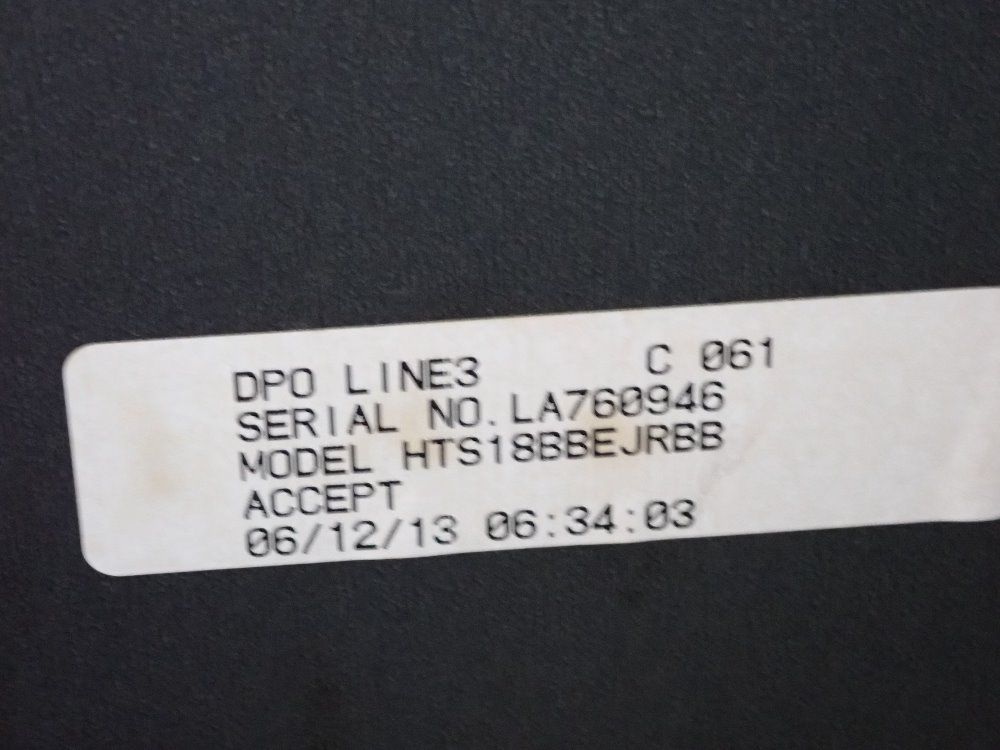 DPO LINE3 C 061
SERIAL NO.LA760946
MODEL HTS18BBEJRBB
ACCEPT
06/12/13 06:34:03